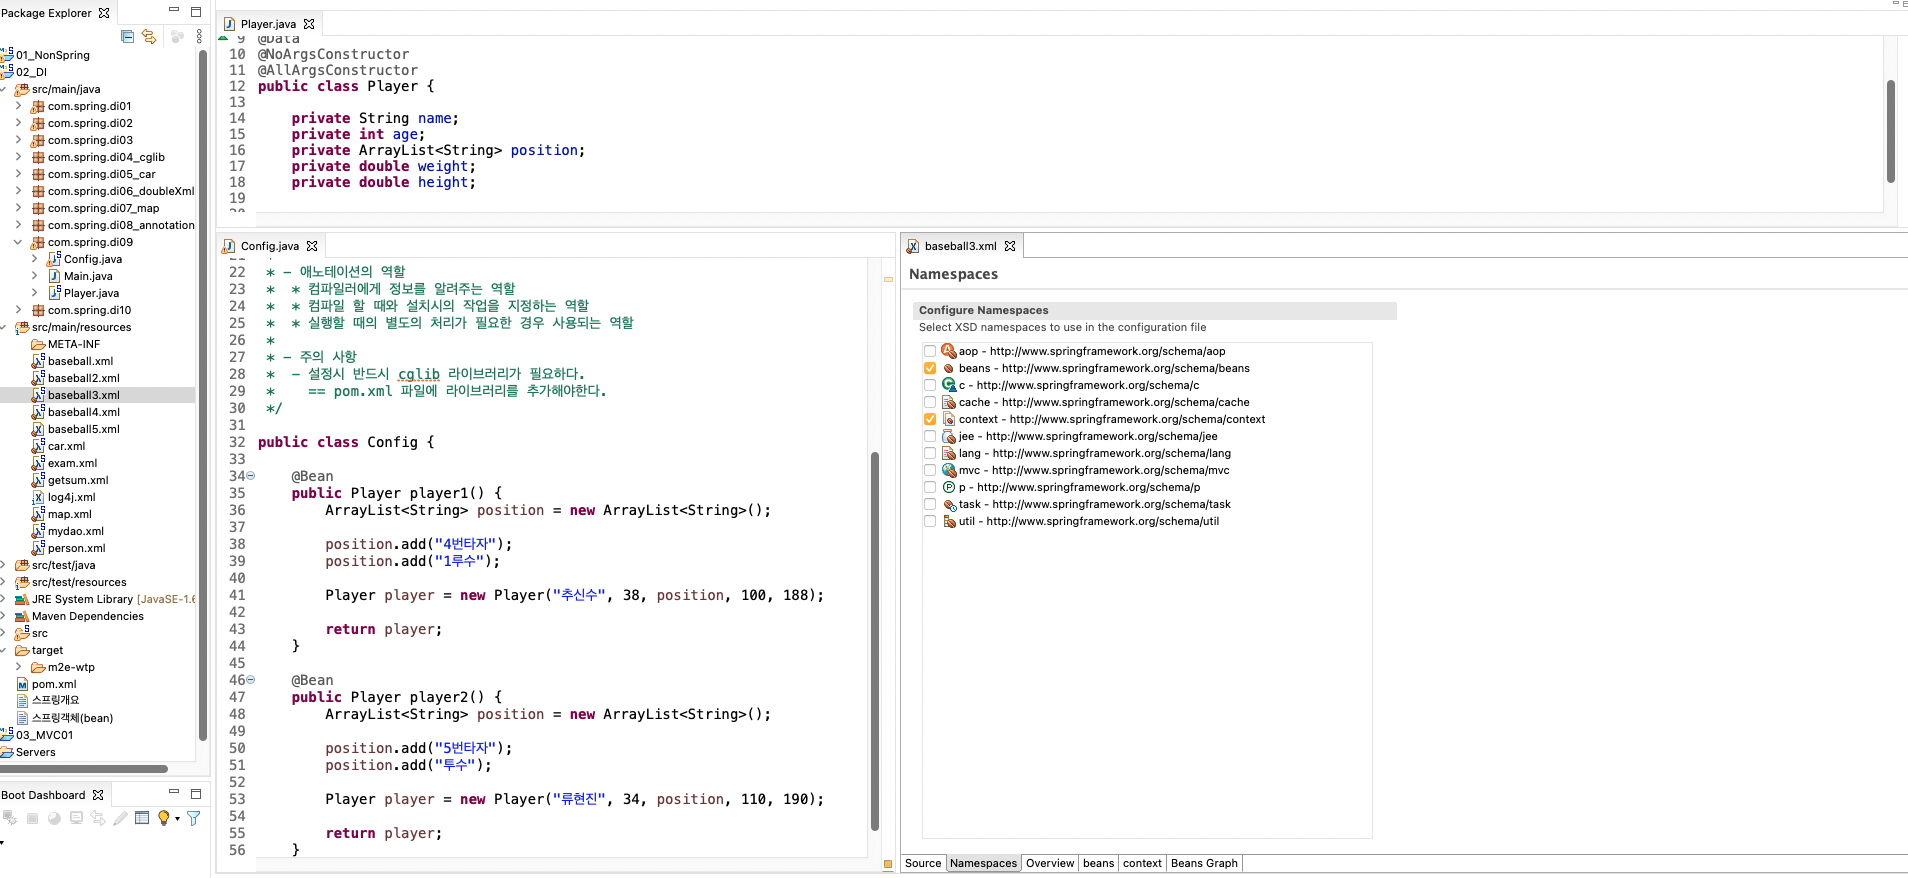 Package Explorer
01_NonSpring
02_DI
src/main/java
com.spring.di01
com.spring.di02
com.spring.di03
com.spring.di04_cglib
com.spring.di05_car
com.spring.di06_doubleXml
com.spring.di07_map
com.spring.di08_annotation
com.spring.di09
Config.java
Main.java
Player.java
com.spring.di10
src/main/resources
META-INF
baseball.xml
baseball2.xml
baseball3.xml
baseball4.xml
baseball5.xml
car.xml
exam.xml
getsum.xml
log4j.xml
map.xml
mydao.xml
person.xml
src/test/java
src/test/resources
JRE System Library [JavaSE-1.6
Maven Dependencies
src
target
m2e-wtp
pom.xml
스프링개요
스프링객체(bean)
03_MVC01
Servers
Boot Dashboard
Player.java
9 @Data
10 @NoArgsConstructor
11 @AllArgsConstructor
12 public class Player {
13
14 private String name;
15 private int age;
16 private ArrayList<String> position;
17 private double weight;
18 private double height;
19
20
Config.java
21 *
22 * - 애노테이션의 역할
23 * * 컴파일러에게 정보를 알려주는 역할
24 * * 컴파일 할 때와 설치시의 작업을 지정하는 역할
25 * * 실행할 때의 별도의 처리가 필요한 경우 사용되는 역할
26 *
27 * - 주의 사항
28 * - 설정시 반드시 cglib 라이브러리가 필요하다.
29 * == pom.xml 파일에 라이브러리를 추가해야한다.
30 */
31
32 public class Config {
33
34 @Bean
35 public Player player1() {
36 ArrayList<String> position = new ArrayList<String>();
37
38 position.add("4번타자");
39 position.add("1루수");
40
41 Player player = new Player("추신수", 38, position, 100, 188);
42
43 return player;
44 }
45
46 @Bean
47 public Player player2() {
48 ArrayList<String> position = new ArrayList<String>();
49
50 position.add("5번타자");
51 position.add("투수");
52
53 Player player = new Player("류현진", 34, position, 110, 190);
54
55 return player;
56 }
baseball3.xml
Namespaces
Configure Namespaces
Select XSD namespaces to use in the configuration file
aop - http://www.springframework.org/schema/aop
beans - http://www.springframework.org/schema/beans
c - http://www.springframework.org/schema/c
cache - http://www.springframework.org/schema/cache
context - http://www.springframework.org/schema/context
jee - http://www.springframework.org/schema/jee
lang - http://www.springframework.org/schema/lang
mvc - http://www.springframework.org/schema/mvc
p - http://www.springframework.org/schema/p
task - http://www.springframework.org/schema/task
util - http://www.springframework.org/schema/util
Source Namespaces Overview beans context Beans Graph